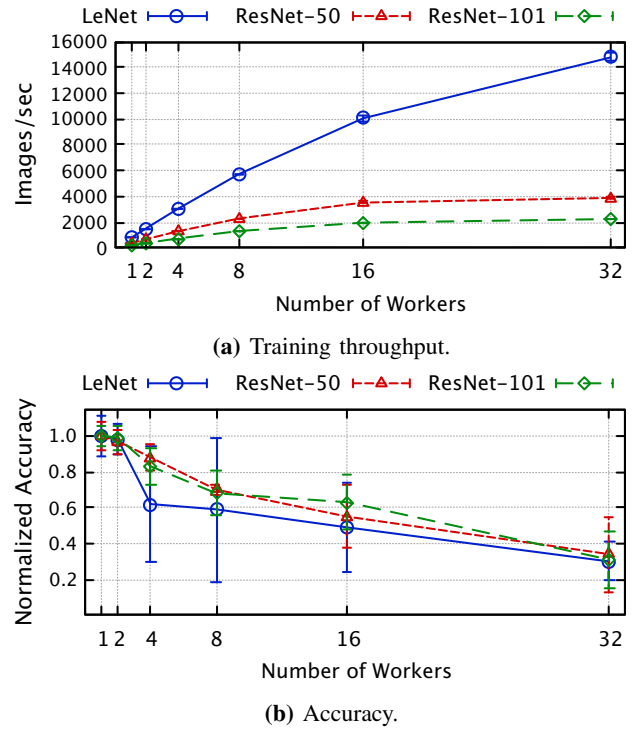 LeNet ResNet-50 ResNet-101
16000
14000
12000
10000
8000
6000
4000
2000
0
Images/sec
1 2 4 8 16 32
Number of Workers
(a) Training throughput.
LeNet ResNet-50 ResNet-101
1.0
0.8
0.6
0.4
0.2
Normalized Accuracy
1 2 4 8 16 32
Number of Workers
(b) Accuracy.